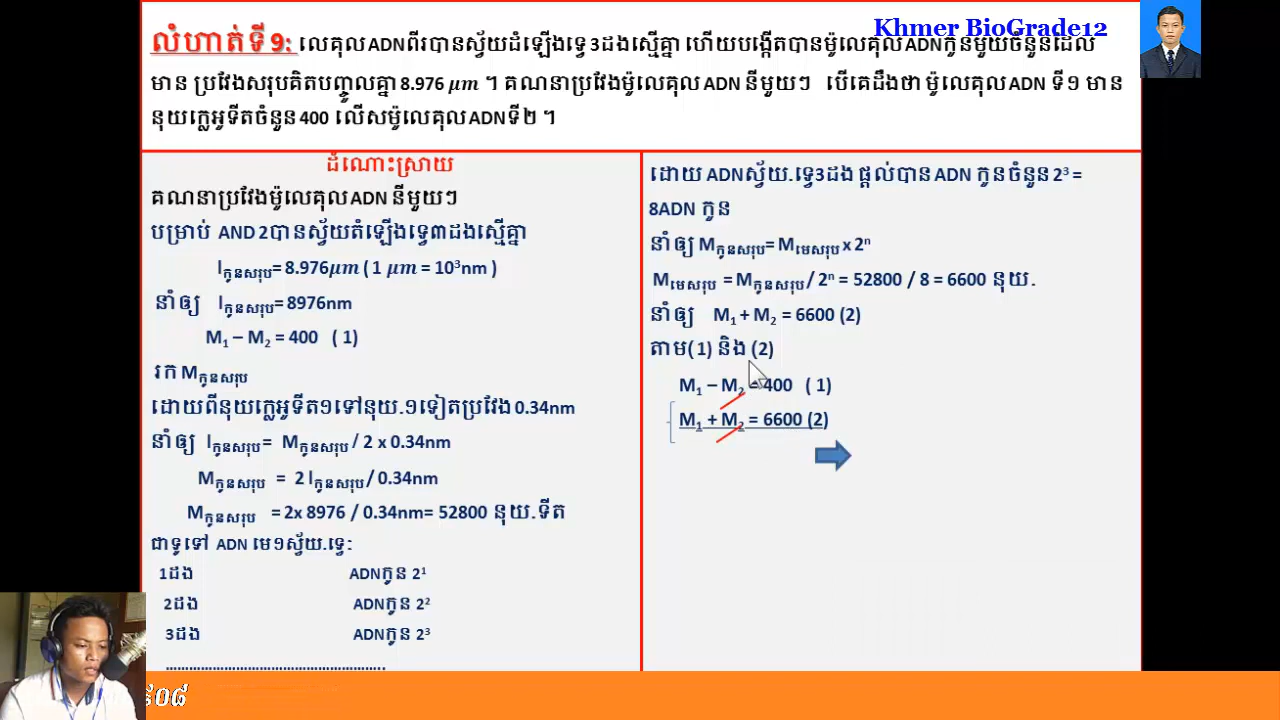 Khmer BioGrade12
លំហាត់ទី 9: លេគុលADNពីរបានស្វ័យដំឡើងទ្វេ 3ដងស្មើគ្នា ហើយបង្កើតបានម៉ូលេគុលADNកូនមួយចំនួនដែល
មាន ប្រវែងសរុបគិតបញ្ចូលគ្នា 8.976 μm ។ គណនាប្រវែងម៉ូលេគុលADN នីមួយៗ បើគេដឹងថា ម៉ូលេគុលADN ទី១ មាន
នុយក្លេអូទីតចំនួន 400 លើសម៉ូលេគុលADNទី២ ។
ដំណោះស្រាយ
គណនាប្រវែងម៉ូលេគុលADN នីមួយៗ
បម្រាប់ AND 2បានស្វ័យតំឡើងទ្វេ៣ដងស្មើគ្នា
lកូនសរុប= 8.976μm ( 1 μm = 10³nm )
នាំឲ្យ lកូនសរុប= 8976nm
M₁ – M₂ = 400 ( 1)
រក Mកូនសរុប
ដោយពីនុយក្លេអូទីត១ទៅនុយ.១ទៀតប្រវែង 0.34nm
នាំឲ្យ lកូនសរុប= Mកូនសរុប / 2 x 0.34nm
Mកូនសរុប = 2 lកូនសរុប/ 0.34nm
Mកូនសរុប = 2x 8976 / 0.34nm= 52800 នុយ.ទីត
ជាទូទៅ ADN មេ១ស្វ័យ.ទ្វេ:
1ដង ADNកូន 2¹
2ដង ADNកូន 2²
3ដង ADNកូន 2³
......................................................
ដោយ ADNស្វ័យ.ទ្វេ3ដង ផ្តល់បាន ADN កូនចំនួន 2³ =
8ADN កូន
នាំឲ្យ Mកូនសរុប= Mមេសរុប x 2ⁿ
Mមេសរុប = Mកូនសរុប/ 2ⁿ = 52800 / 8 = 6600 នុយ.
នាំឲ្យ M₁ + M₂ = 6600 (2)
តាម(1) និង (2)
M₁ – M₂ = 400 ( 1)
M₁ + M₂ = 6600 (2)